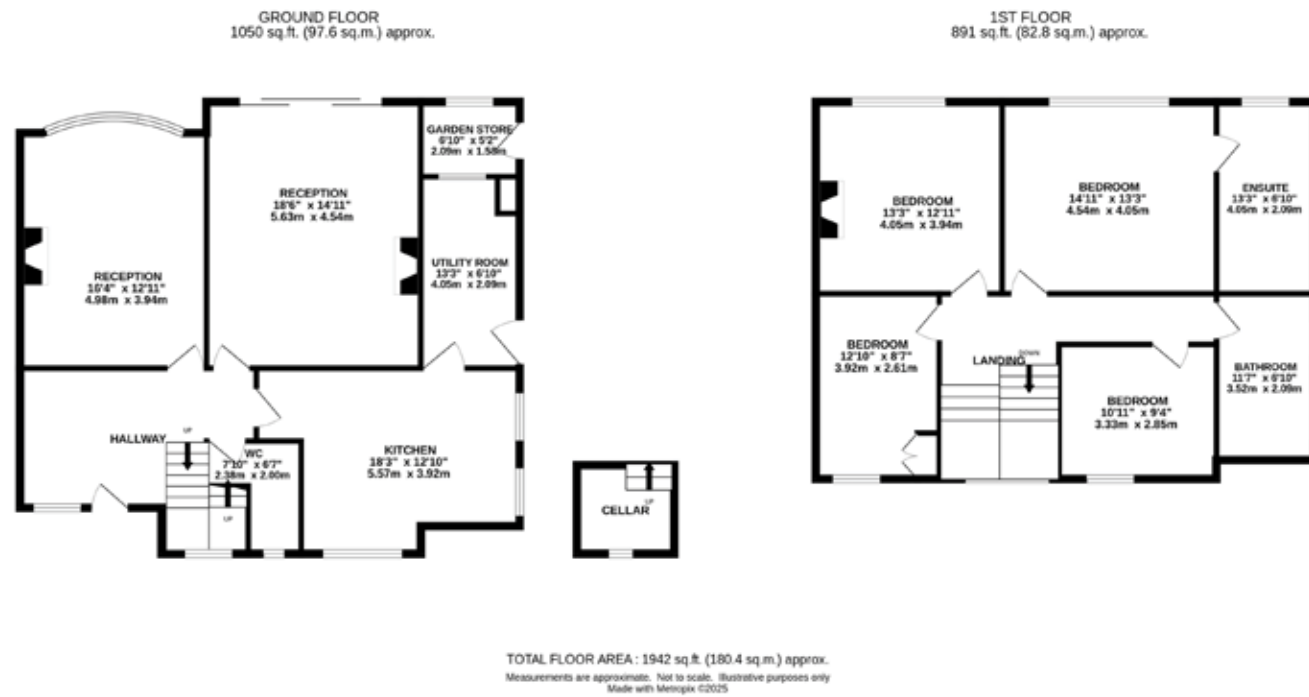 GROUND FLOOR
1050 sq.ft. (97.6 sq.m.) approx.
1ST FLOOR
891 sq.ft. (82.8 sq.m.) approx.
GARDEN STORE
6'10" x 5'2"
2.09m x 1.58m
RECEPTION
18'6" x 14'11"
5.63m x 4.54m
RECEPTION
16'4" x 12'11"
4.98m x 3.94m
UTILITY ROOM
13'3" x 6'10"
4.05m x 2.09m
HALLWAY
UP
WC
7'10" x 6'7"
2.38m x 2.00m
UP
KITCHEN
18'3" x 12'10"
5.57m x 3.92m
CELLAR
UP
BEDROOM
13'3" x 12'11"
4.05m x 3.94m
BEDROOM
14'11" x 13'3"
4.54m x 4.05m
ENSUITE
13'3" x 6'10"
4.05m x 2.09m
BEDROOM
12'10" x 8'7"
3.92m x 2.61m
LANDING
DOWN
BEDROOM
10'11" x 9'4"
3.33m x 2.85m
BATHROOM
11'7" x 6'10"
3.52m x 2.09m
TOTAL FLOOR AREA : 1942 sq.ft. (180.4 sq.m.) approx.
Measurements are approximate. Not to scale. Illustrative purposes only
Made with Metropix ©2025